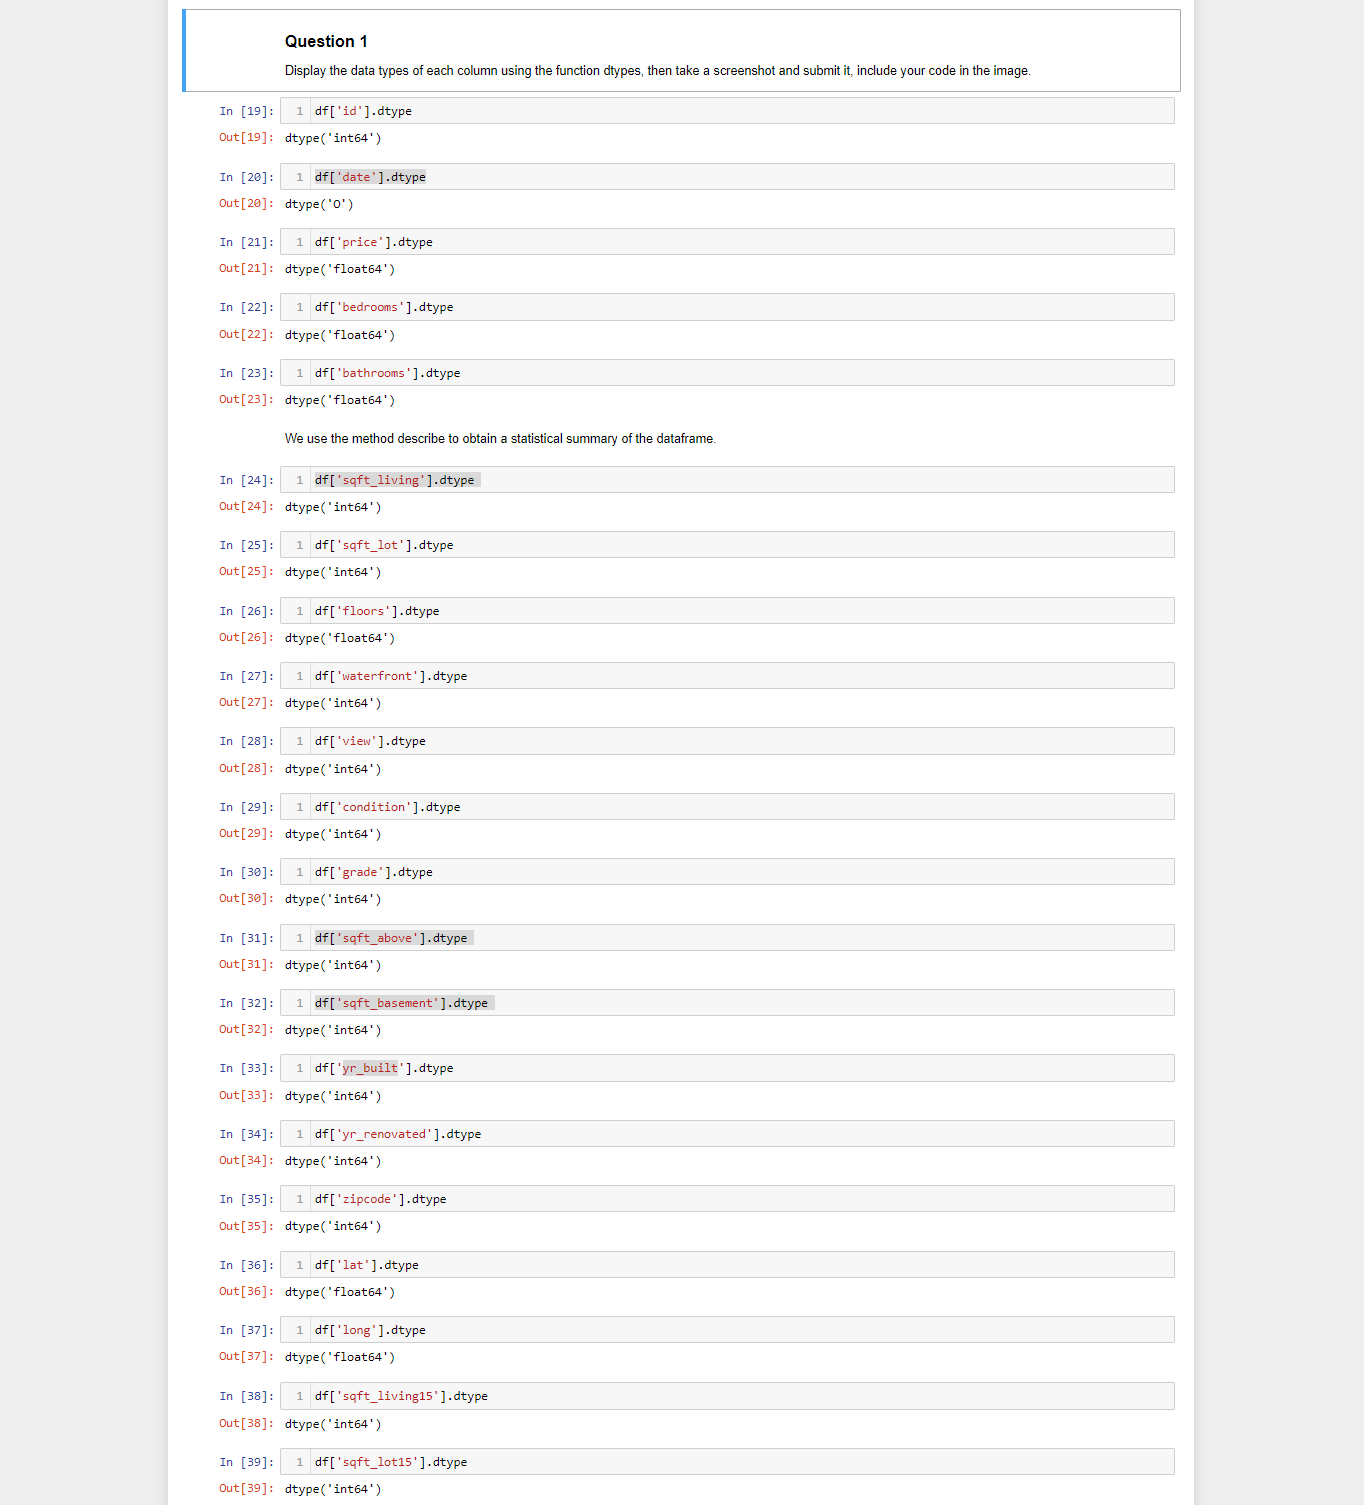 Question 1
Display the data types of each column using the function dtypes, then take a screenshot and submit it, include your code in the image.
In [19]: 1 df['id'].dtype
Out[19]: dtype('int64')
In [20]: 1 df['date'].dtype
Out[20]: dtype('O')
In [21]: 1 df['price'].dtype
Out[21]: dtype('float64')
In [22]: 1 df['bedrooms'].dtype
Out[22]: dtype('float64')
In [23]: 1 df['bathrooms'].dtype
Out[23]: dtype('float64')
We use the method describe to obtain a statistical summary of the dataframe.
In [24]: 1 df['sqft_living'].dtype
Out[24]: dtype('int64')
In [25]: 1 df['sqft_lot'].dtype
Out[25]: dtype('int64')
In [26]: 1 df['floors'].dtype
Out[26]: dtype('float64')
In [27]: 1 df['waterfront'].dtype
Out[27]: dtype('int64')
In [28]: 1 df['view'].dtype
Out[28]: dtype('int64')
In [29]: 1 df['condition'].dtype
Out[29]: dtype('int64')
In [30]: 1 df['grade'].dtype
Out[30]: dtype('int64')
In [31]: 1 df['sqft_above'].dtype
Out[31]: dtype('int64')
In [32]: 1 df['sqft_basement'].dtype
Out[32]: dtype('int64')
In [33]: 1 df['yr_built'].dtype
Out[33]: dtype('int64')
In [34]: 1 df['yr_renovated'].dtype
Out[34]: dtype('int64')
In [35]: 1 df['zipcode'].dtype
Out[35]: dtype('int64')
In [36]: 1 df['lat'].dtype
Out[36]: dtype('float64')
In [37]: 1 df['long'].dtype
Out[37]: dtype('float64')
In [38]: 1 df['sqft_living15'].dtype
Out[38]: dtype('int64')
In [39]: 1 df['sqft_lot15'].dtype
Out[39]: dtype('int64')